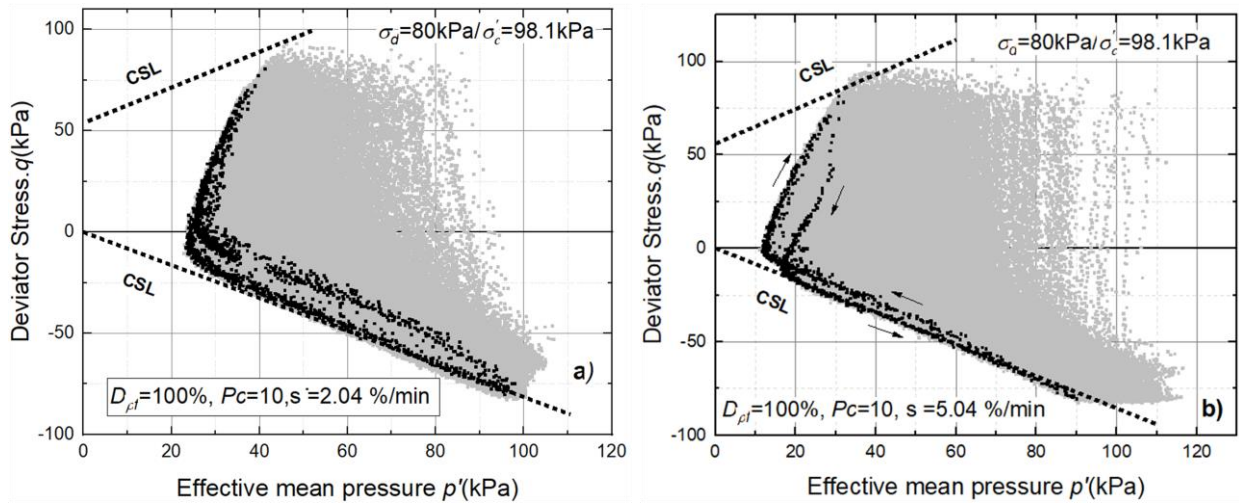 σd=80kPa/σ'c=98.1kPa
CSL
CSL
Deviator Stress.q(kPa)
100
50
0
-50
-100
0 20 40 60 80 100 120
Effective mean pressure p'(kPa)
Dρf=100%, Pc=10,s =2.04 %/min
a)
σa=80kPa/σ'c=98.1kPa
CSL
CSL
Deviator Stress.q(kPa)
100
50
0
-50
-100
0 20 40 60 80 100 120
Effective mean pressure p'(kPa)
Dρf=100%, Pc=10, s =5.04 %/min
b)